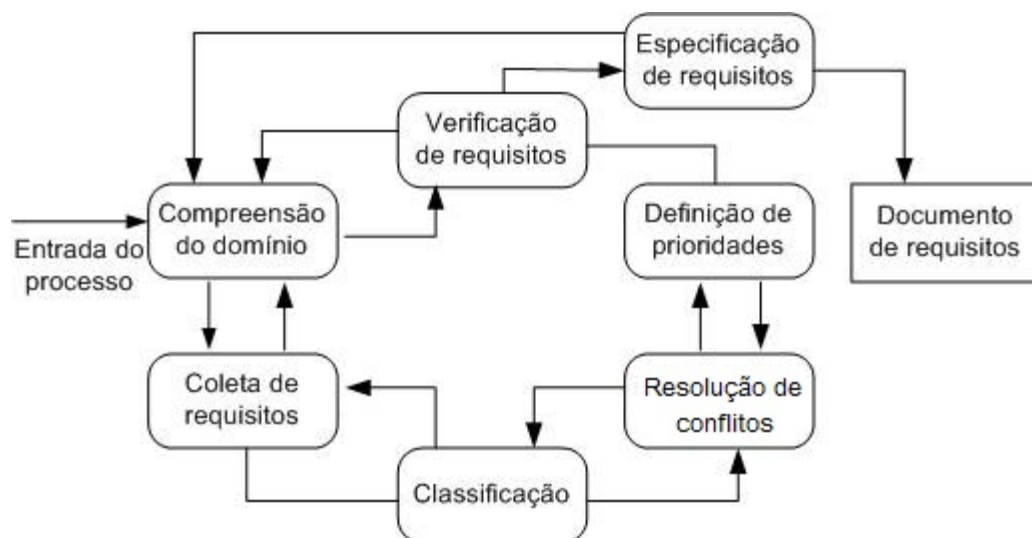 Especificação
de requisitos
Verificação
de requisitos
Compreensão
do domínio
Definição de
prioridades
Documento
de requisitos
Entrada do
processo
Coleta de
requisitos
Resolução de
conflitos
Classificação